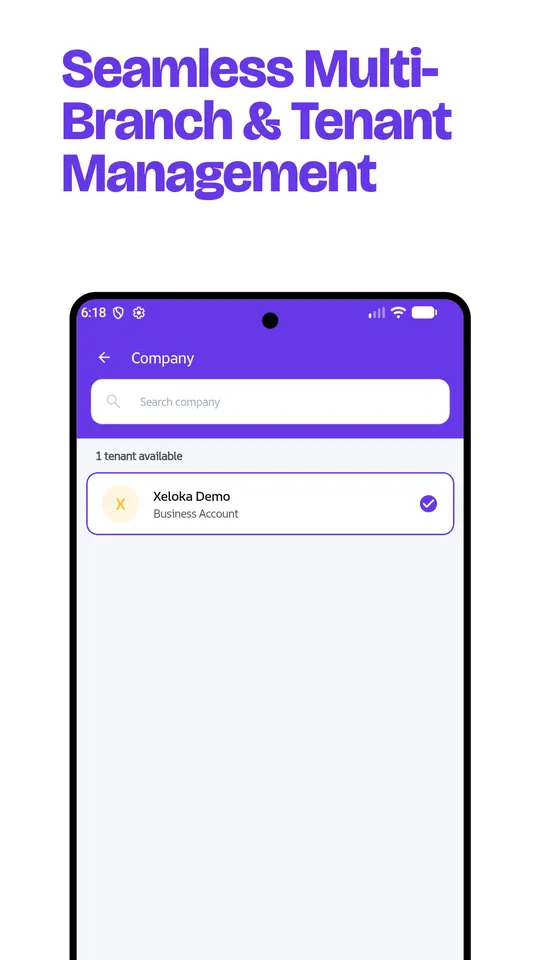 Seamless Multi-
Branch & Tenant
Management
6:18
Company
Search company
1 tenant available
X
Xeloka Demo
Business Account